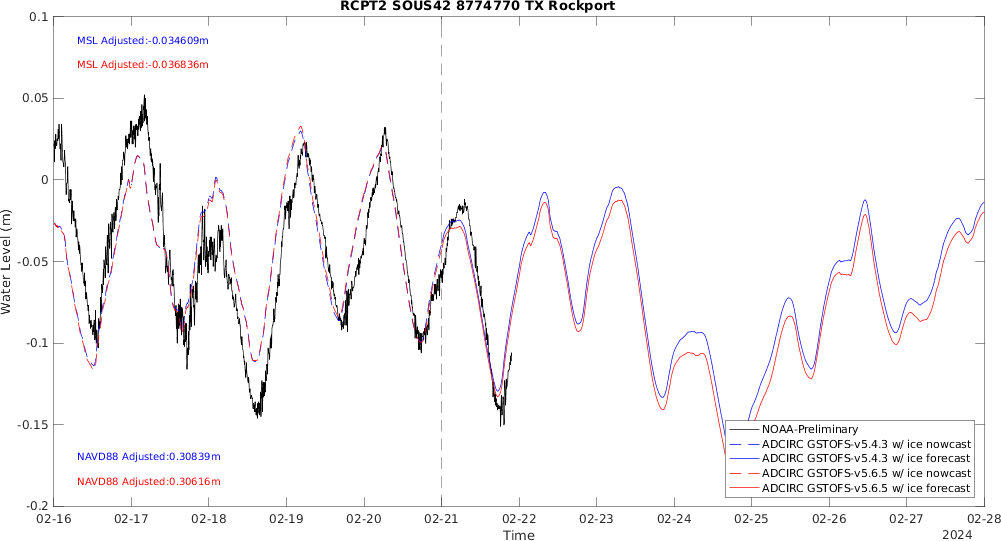 RCPT2 SOUS42 8774770 TX Rockport
0.1
MSL Adjusted:-0.034609m
MSL Adjusted:-0.036836m
0.05
0
-0.05
-0.1
-0.15
-0.2
Water Level (m)
NAVD88 Adjusted:0.30839m
NAVD88 Adjusted:0.30616m
NOAA-Preliminary
ADCIRC GSTOFS-v5.4.3 w/ ice nowcast
ADCIRC GSTOFS-v5.4.3 w/ ice forecast
ADCIRC GSTOFS-v5.6.5 w/ ice nowcast
ADCIRC GSTOFS-v5.6.5 w/ ice forecast
02-16 02-17 02-18 02-19 02-20 02-21 02-22 02-23 02-24 02-25 02-26 02-27 02-28
Time
2024